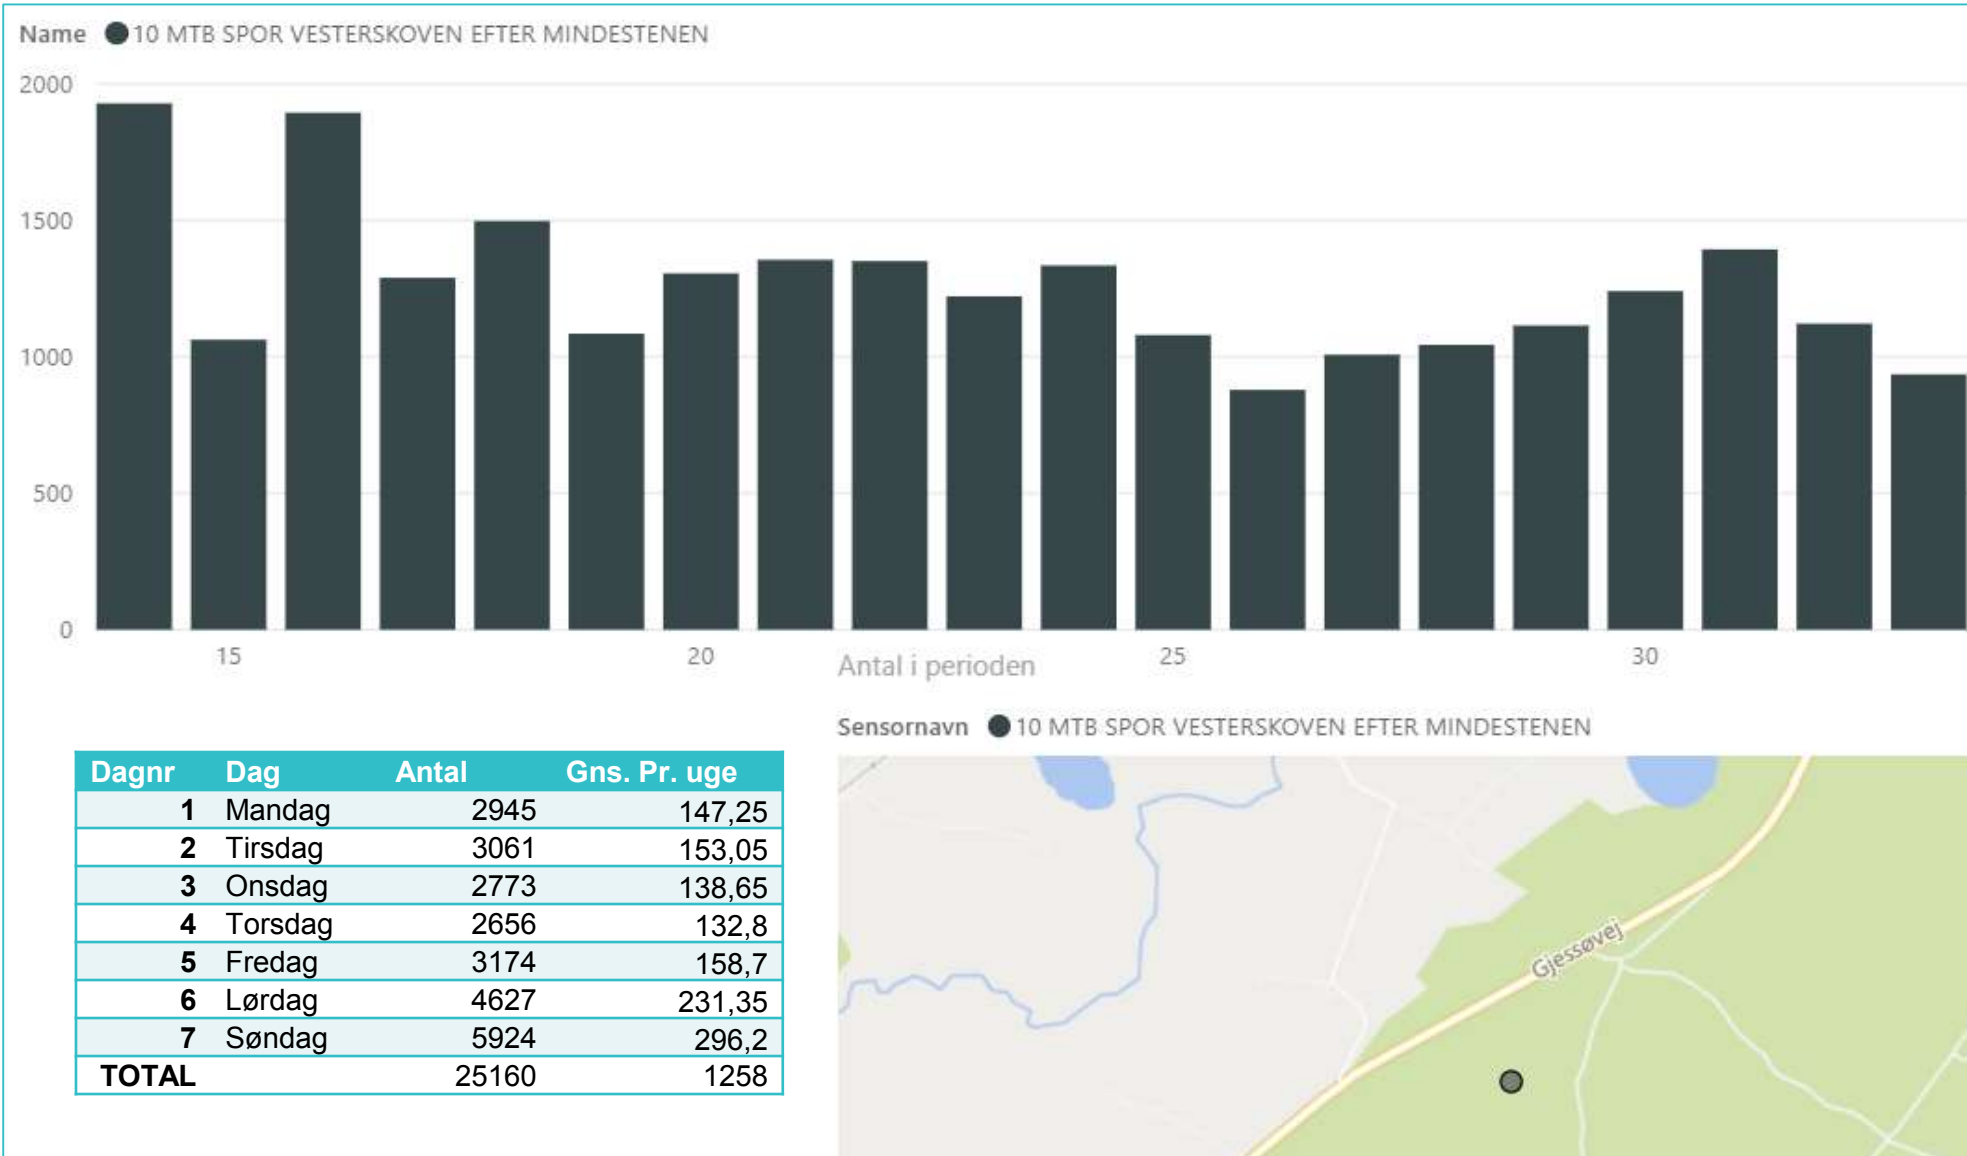 Name 10 MTB SPOR VESTERSKOVEN EFTER MINDESTENEN
2000
1500
1000
500
0
15 20 25 30
Antal i perioden
Sensornavn 10 MTB SPOR VESTERSKOVEN EFTER MINDESTENEN
Dagnr Dag Antal Gns. Pr. uge
1 Mandag 2945 147,25
2 Tirsdag 3061 153,05
3 Onsdag 2773 138,65
4 Torsdag 2656 132,8
5 Fredag 3174 158,7
6 Lørdag 4627 231,35
7 Søndag 5924 296,2
TOTAL 25160 1258
Gjessøvej